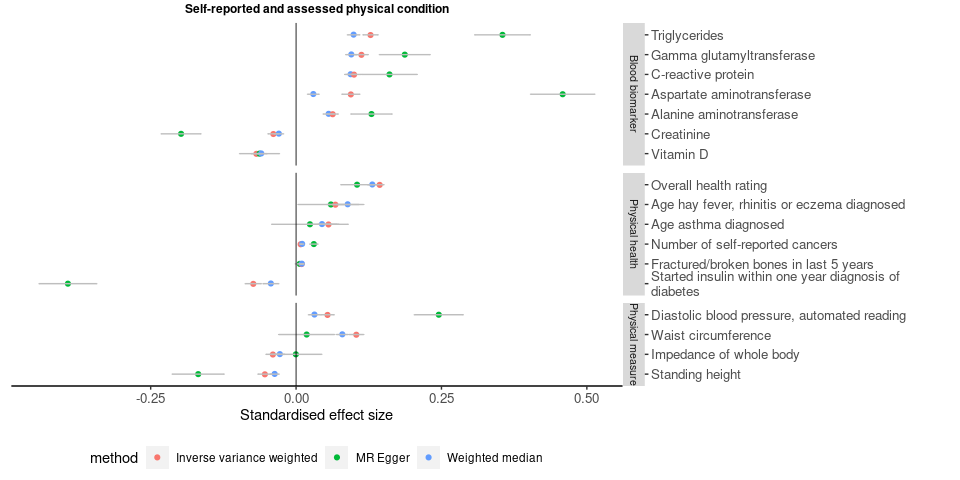 Self-reported and assessed physical condition
Blood biomarker
Triglycerides
Gamma glutamyltransferase
C-reactive protein
Aspartate aminotransferase
Alanine aminotransferase
Creatinine
Vitamin D
Physical health
Overall health rating
Age hay fever, rhinitis or eczema diagnosed
Age asthma diagnosed
Number of self-reported cancers
Fractured/broken bones in last 5 years
Started insulin within one year diagnosis of
diabetes
Physical measure
Diastolic blood pressure, automated reading
Waist circumference
Impedance of whole body
Standing height
-0.25 0.00 0.25 0.50
Standardised effect size
method Inverse variance weighted MR Egger Weighted median